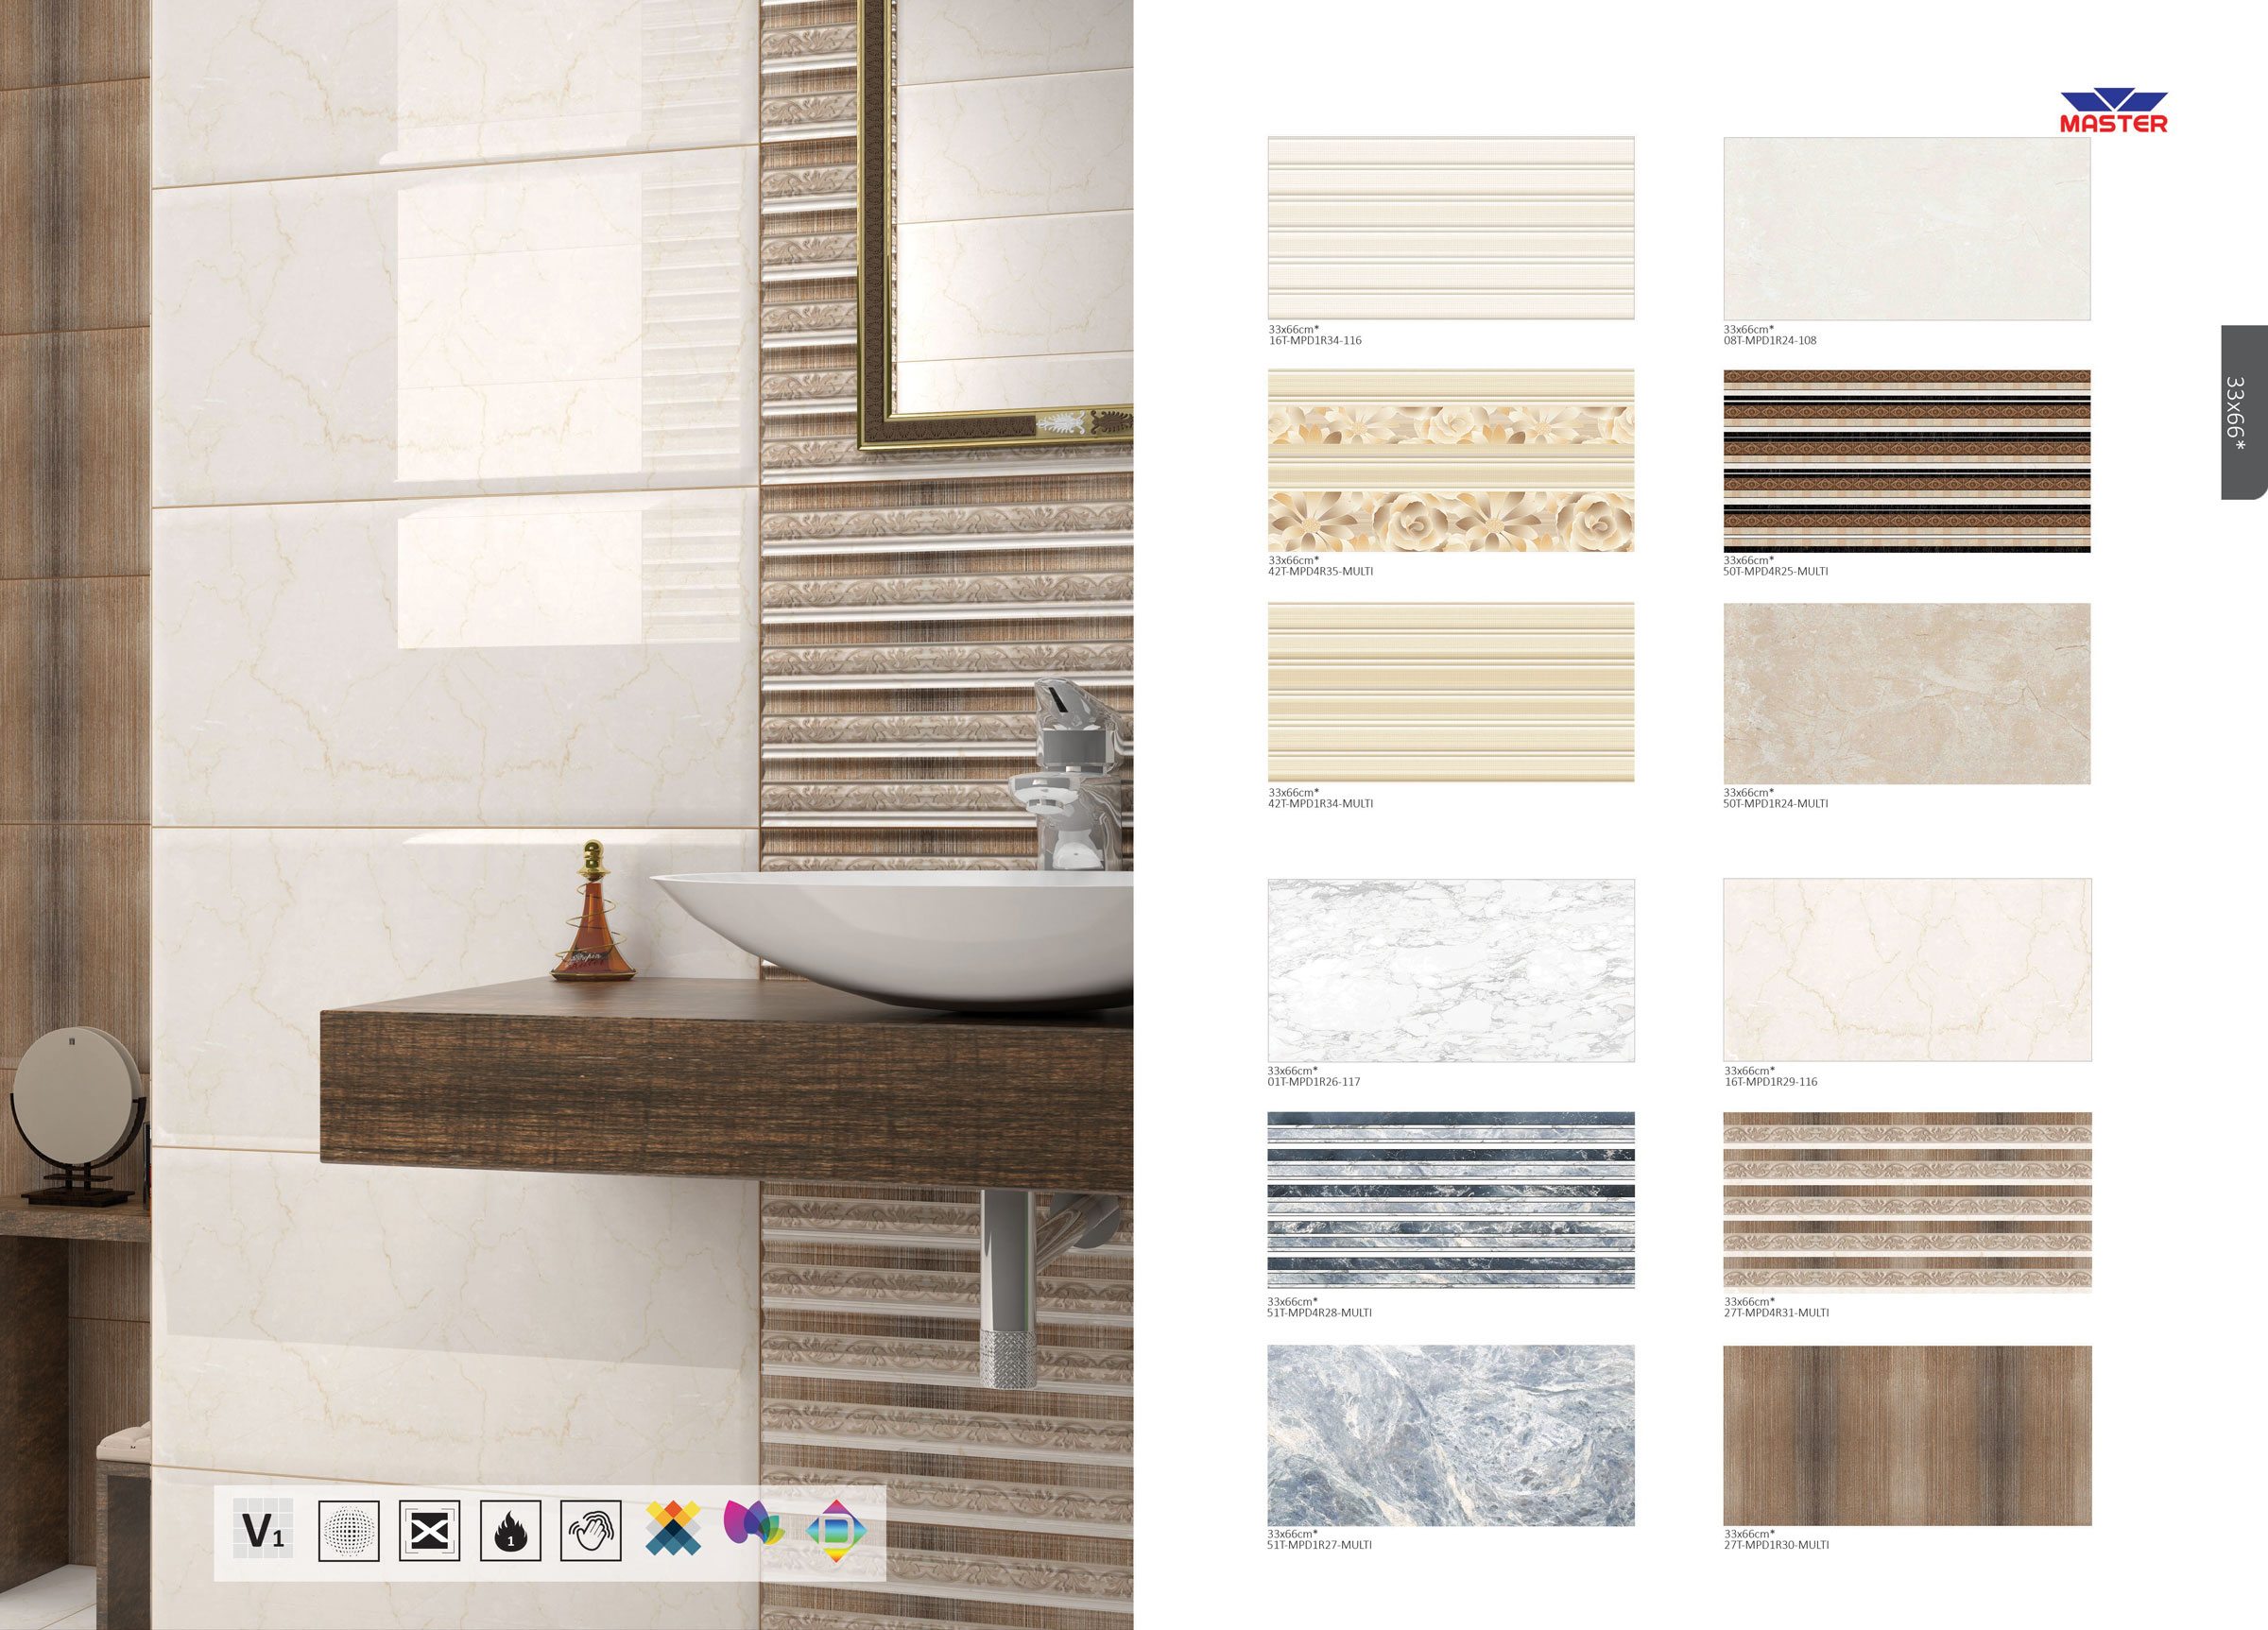 MASTER
33x66cm*
16T-MPD1R34-116
33x66cm*
08T-MPD1R24-108
33x66*
33x66cm*
42T-MPD4R35-MULTI
33x66cm*
50T-MPD4R25-MULTI
33x66cm*
42T-MPD1R34-MULTI
33x66cm*
50T-MPD1R24-MULTI
33x66cm*
01T-MPD1R26-117
33x66cm*
16T-MPD1R29-116
33x66cm*
51T-MPD4R28-MULTI
33x66cm*
27T-MPD4R31-MULTI
33x66cm*
51T-MPD1R27-MULTI
33x66cm*
27T-MPD1R30-MULTI
V1
1
D